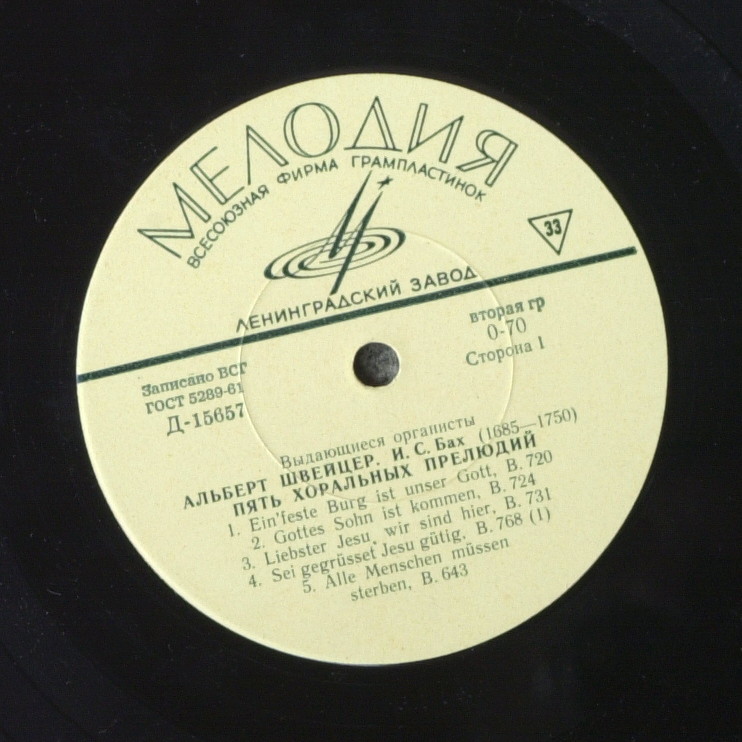 МЕЛОДИЯ
ВСЕСОЮЗНАЯ ФИРМА ГРАМПЛАСТИНОК
33
ЛЕНИНГРАДСКИЙ ЗАВОД
Записано ВСГ
ГОСТ 5289-61
Д-15657
вторая гр
0-70
Сторона 1
Выдающиеся органисты
АЛЬБЕРТ ШВЕЙЦЕР. И. С. Бах (1685—1750)
ПЯТЬ ХОРАЛЬНЫХ ПРЕЛЮДИЙ
1. Ein'feste Burg ist unser Gott, B. 720
2. Gottes Sohn ist kommen, B. 724
3. Liebster Jesu, wir sind hier, B. 731
4. Sei gegrüsset Jesu gütig, B. 768 (1)
5. Alle Menschen müssen
sterben, B. 643